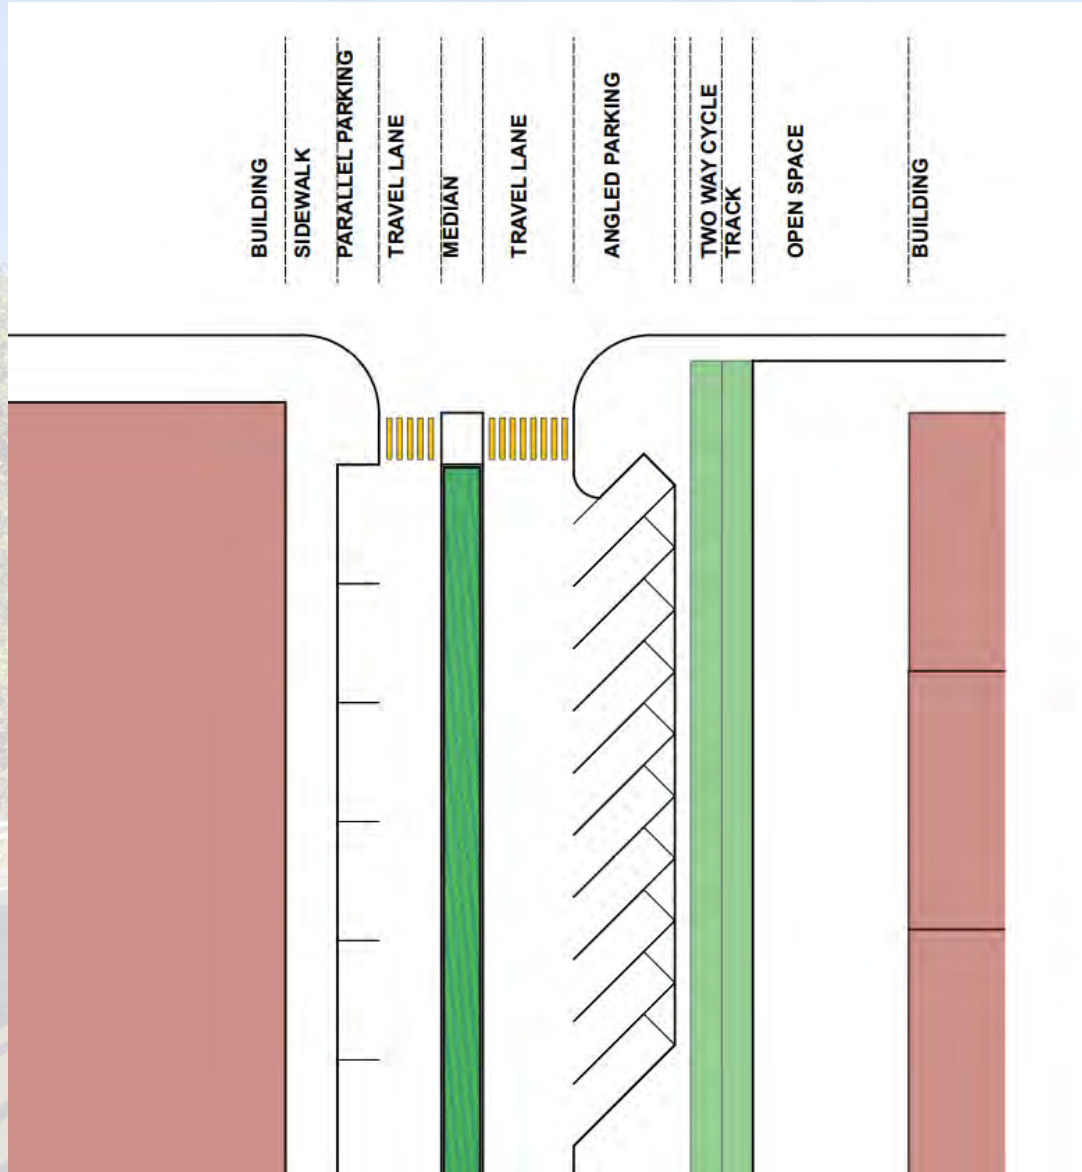 BUILDING
SIDEWALK
PARALLEL PARKING
TRAVEL LANE
MEDIAN
TRAVEL LANE
ANGLED PARKING
TWO WAY CYCLE
TRACK
OPEN SPACE
BUILDING